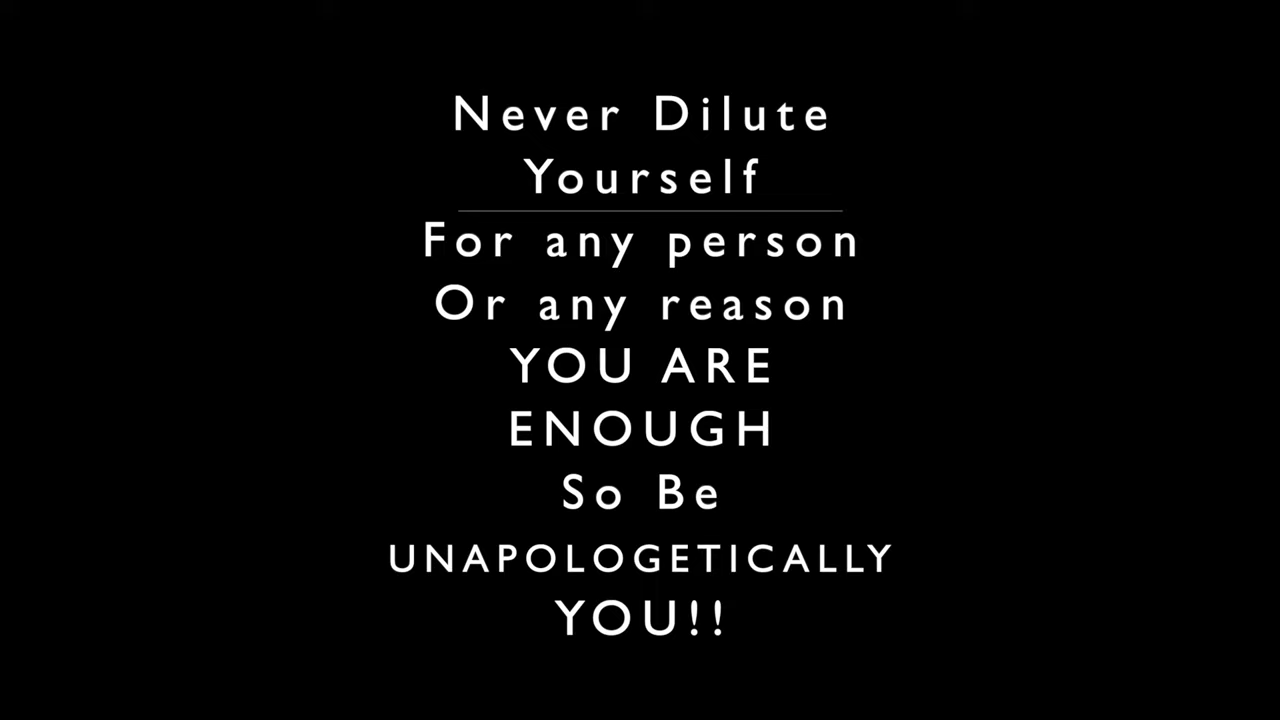 Never Dilute
Yourself
For any person
Or any reason
YOU ARE
ENOUGH
So Be
UNAPOLOGETICALLY
YOU!!